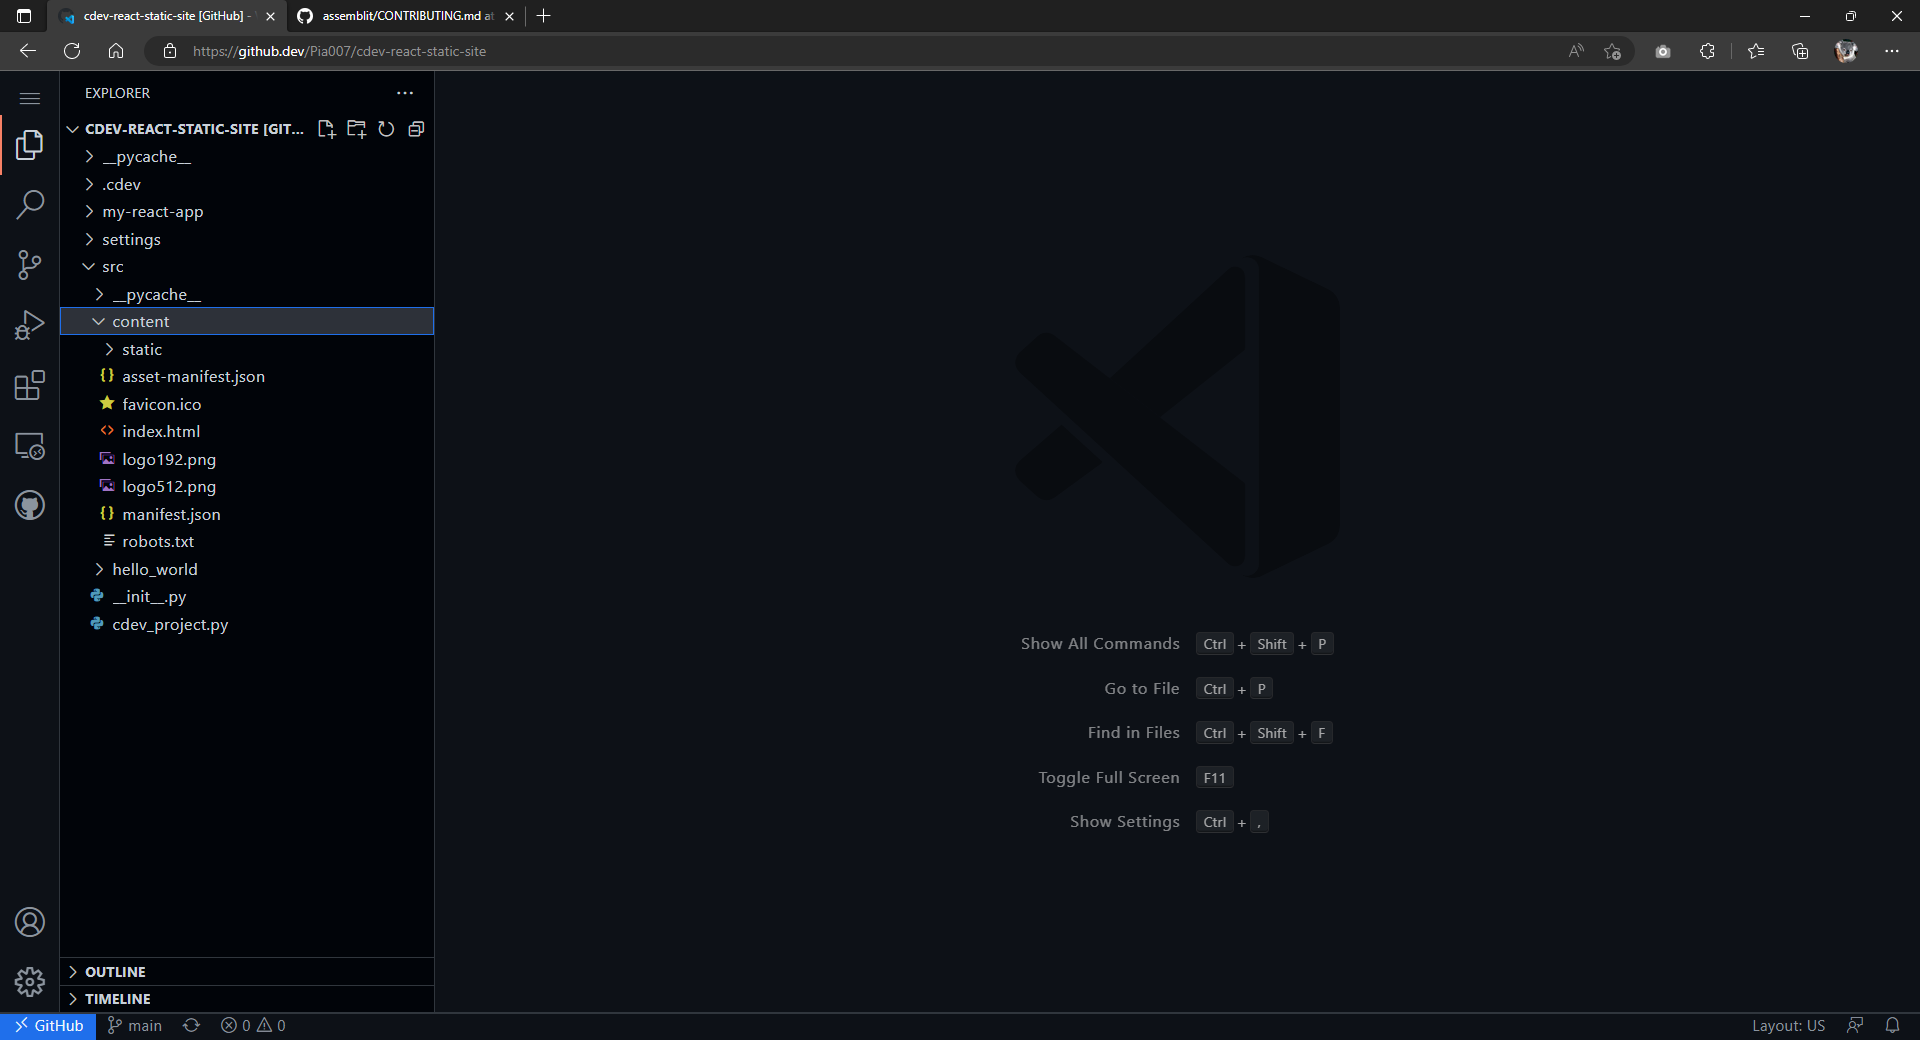 cdev-react-static-site [GitHub] -
assemblit/CONTRIBUTING.md at
https://github.dev/Pia007/cdev-react-static-site
EXPLORER
CDEV-REACT-STATIC-SITE [GIT...
__pycache__
.cdev
my-react-app
settings
src
__pycache__
content
static
asset-manifest.json
favicon.ico
index.html
logo192.png
logo512.png
manifest.json
robots.txt
hello_world
__init__.py
cdev_project.py
Show All Commands Ctrl + Shift + P
Go to File Ctrl + P
Find in Files Ctrl + Shift + F
Toggle Full Screen F11
Show Settings Ctrl + ,
OUTLINE
TIMELINE
GitHub main 0 0 Layout: US